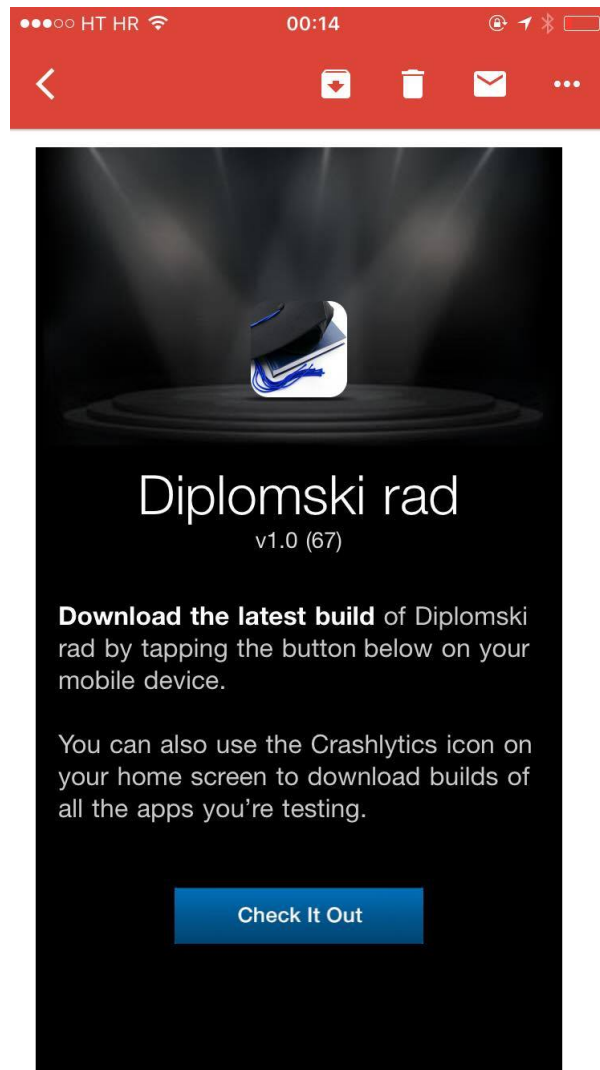 HT HR 00:14
Diplomski rad
v1.0 (67)
Download the latest build of Diplomski
rad by tapping the button below on your
mobile device.
You can also use the Crashlytics icon on
your home screen to download builds of
all the apps you’re testing.
Check It Out